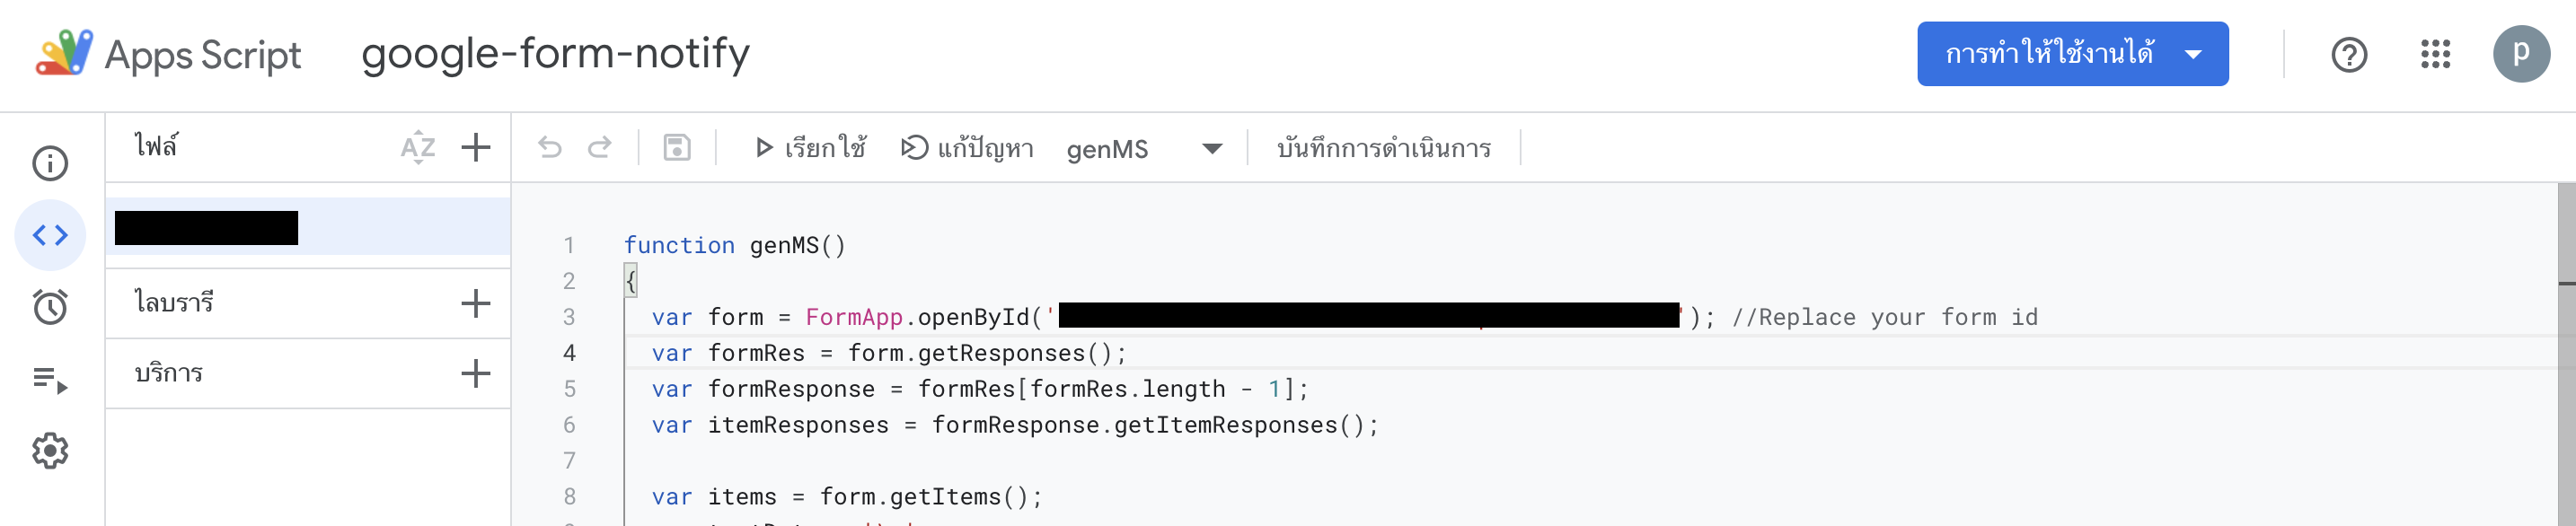 Apps Script google-form-notify การทำให้ใช้งานได้ p
ไฟล์ AZ เรียกใช้ แก้ปัญหา genMS บันทึกการดำเนินการ
ไลบรารี
บริการ
1 function genMS()
2 {
3 var form = FormApp.openById(' '); //Replace your form id
4 var formRes = form.getResponses();
5 var formResponse = formRes[formRes.length - 1];
6 var itemResponses = formResponse.getItemResponses();
7
8 var items = form.getItems();